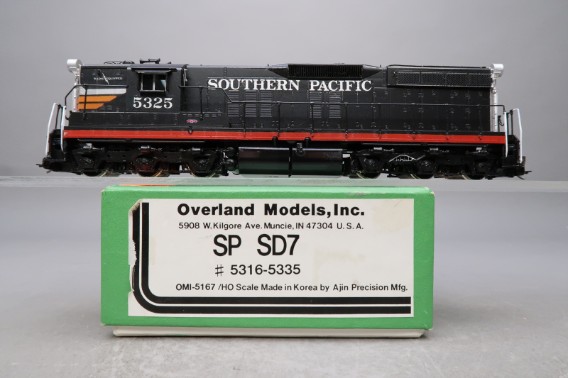 SOUTHERN PACIFIC
5325
Overland Models, Inc.
5908 W. Kilgore Ave. Muncie, IN 47304 U. S. A.
SP SD7
# 5316-5335
OMI-5167 /HO Scale Made in Korea by Ajin Precision Mfg.